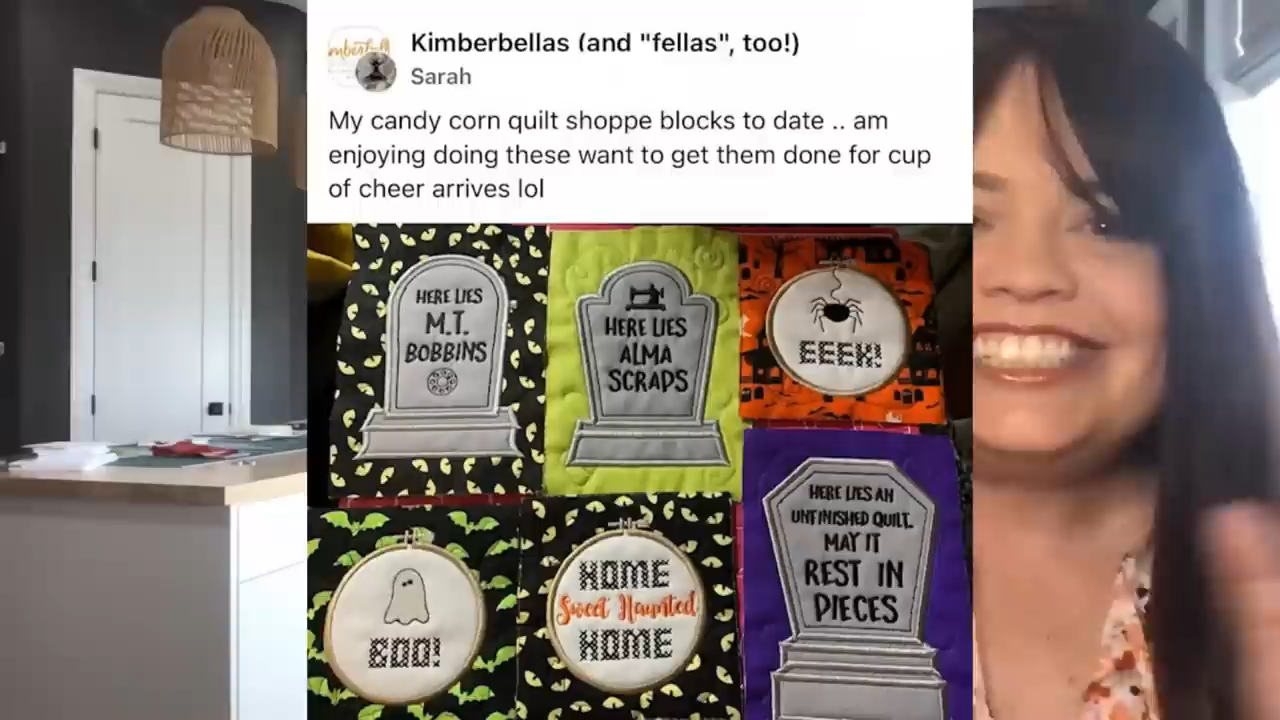 Kimberbellas (and "fellas", too!)
Sarah
My candy corn quilt shoppe blocks to date .. am
enjoying doing these want to get them done for cup
of cheer arrives lol
HERE LIES
M.T.
BOBBINS
HERE LIES
ALMA
SCRAPS
EEEK!
BOO!
HOME
Sweet Haunted
HOME
HERE LIES AN
UNFINISHED QUILT.
MAY IT
REST IN
PIECES